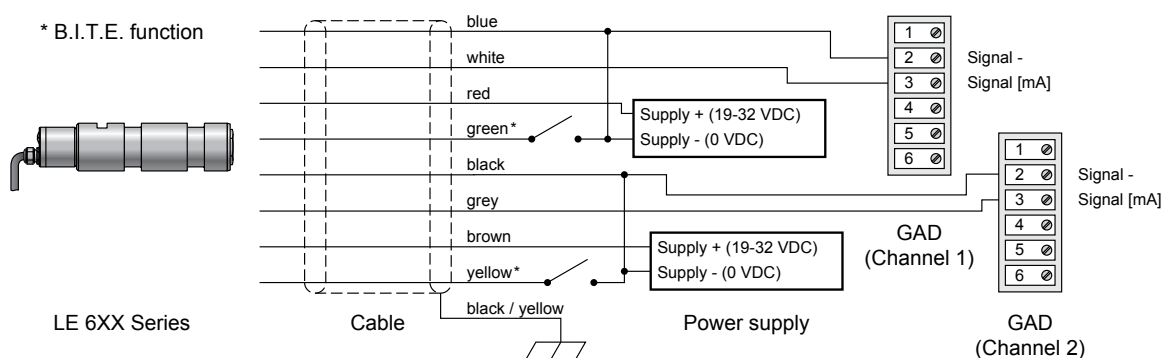 * B.I.T.E. function
blue
white
red
green*
black
grey
brown
yellow*
black / yellow
Supply + (19-32 VDC)
Supply - (0 VDC)
Supply + (19-32 VDC)
Supply - (0 VDC)
1
2
3
4
5
6
Signal -
Signal [mA]
GAD
(Channel 1)
1
2
3
4
5
6
Signal -
Signal [mA]
LE 6XX Series
Cable
Power supply
GAD
(Channel 2)